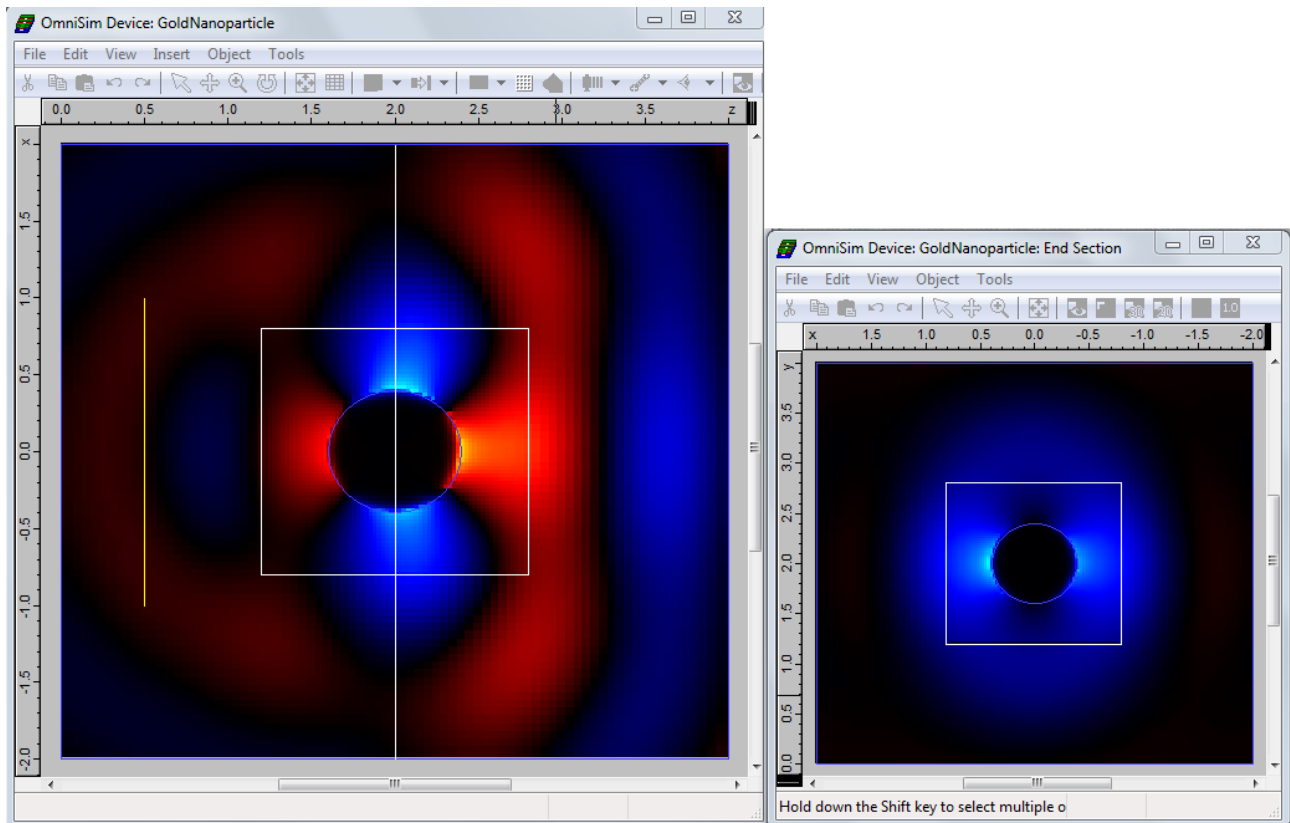 OmniSim Device: GoldNanoparticle
File Edit View Insert Object Tools
0.0 0.5 1.0 1.5 2.0 2.5 3.0 3.5 z
x
1.5
1.0
0.5
0.0
-0.5
-1.0
-1.5
-2.0
OmniSim Device: GoldNanoparticle: End Section
File Edit View Object Tools
3D 2D 1.0
x 1.5 1.0 0.5 0.0 -0.5 -1.0 -1.5 -2.0
y
3.5
3.0
2.5
2.0
1.5
1.0
0.5
0.0
Hold down the Shift key to select multiple o